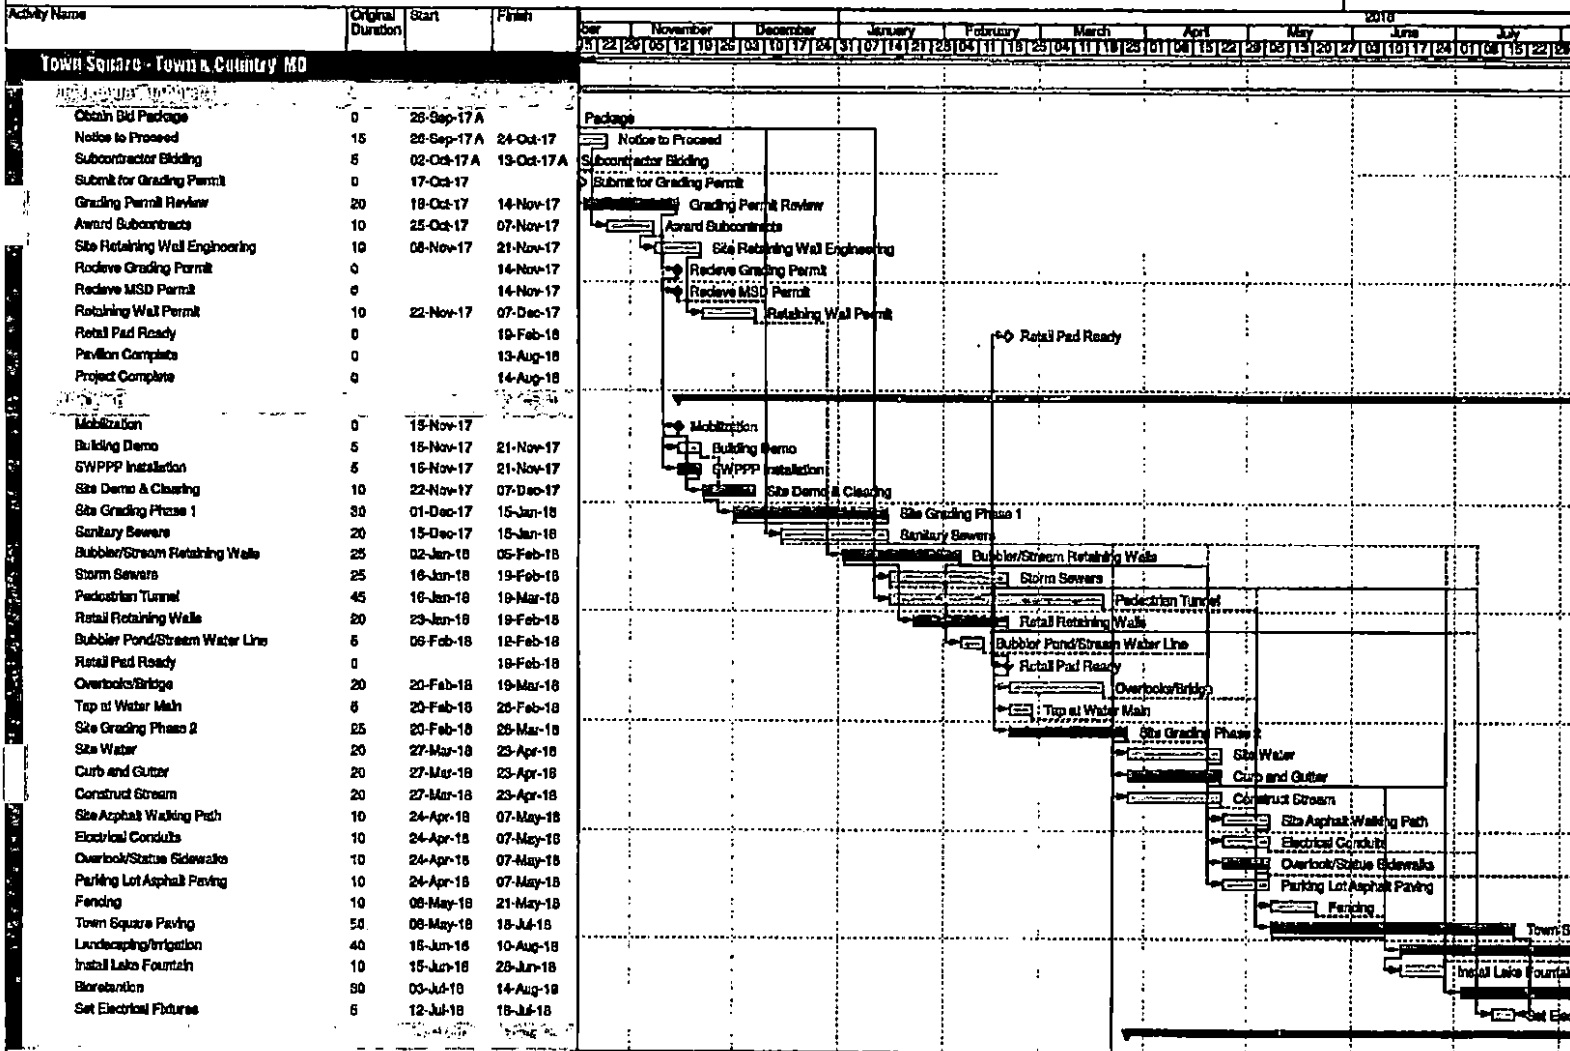 Activity Name Original Duration Start Finish
2018
November December January February March April May June July
Town Square - Town & Country MO
Obtain Bid Package 0 26-Sep-17 A
Notice to Proceed 15 26-Sep-17 A 24-Oct-17
Subcontractor Bidding 5 02-Oct-17 A 13-Oct-17 A
Submit for Grading Permit 0 17-Oct-17
Grading Permit Review 20 18-Oct-17 14-Nov-17
Award Subcontracts 10 25-Oct-17 07-Nov-17
Site Retaining Wall Engineering 10 08-Nov-17 21-Nov-17
Recieve Grading Permit 0 14-Nov-17
Recieve MSD Permit 0 14-Nov-17
Retaining Wall Permit 10 22-Nov-17 07-Dec-17
Retail Pad Ready 0 19-Feb-18
Pavilion Complete 0 13-Aug-18
Project Complete 0 14-Aug-18
Mobilization 0 15-Nov-17
Building Demo 5 15-Nov-17 21-Nov-17
SWPPP Installation 5 15-Nov-17 21-Nov-17
Site Demo & Clearing 10 22-Nov-17 07-Dec-17
Site Grading Phase 1 30 01-Dec-17 15-Jan-18
Sanitary Sewers 20 15-Dec-17 15-Jan-18
Bubbler/Stream Retaining Walls 25 02-Jan-18 05-Feb-18
Storm Sewers 25 16-Jan-18 19-Feb-18
Pedestrian Tunnel 45 16-Jan-18 19-Mar-18
Retail Retaining Walls 20 23-Jan-18 19-Feb-18
Bubbler Pond/Stream Water Line 5 06-Feb-18 12-Feb-18
Retail Pad Ready 0 19-Feb-18
Overlooks/Bridge 20 20-Feb-18 19-Mar-18
Tap at Water Main 5 20-Feb-18 26-Feb-18
Site Grading Phase 2 25 20-Feb-18 26-Mar-18
Site Water 20 27-Mar-18 23-Apr-18
Curb and Gutter 20 27-Mar-18 23-Apr-18
Construct Stream 20 27-Mar-18 23-Apr-18
Site Asphalt Walking Path 10 24-Apr-18 07-May-18
Electrical Conduits 10 24-Apr-18 07-May-18
Overlook/Statue Sidewalks 10 24-Apr-18 07-May-18
Parking Lot Asphalt Paving 10 24-Apr-18 07-May-18
Fencing 10 08-May-18 21-May-18
Town Square Paving 50 08-May-18 18-Jul-18
Landscaping/Irrigation 40 15-Jun-18 10-Aug-18
Install Lake Fountain 10 15-Jun-18 28-Jun-18
Bioretention 30 03-Jul-18 14-Aug-18
Set Electrical Fixtures 5 12-Jul-18 18-Jul-18
Package
Notice to Proceed
Subcontractor Bidding
Submit for Grading Permit
Grading Permit Review
Award Subcontracts
Site Retaining Wall Engineering
Recieve Grading Permit
Recieve MSD Permit
Retaining Wall Permit
Retail Pad Ready
Mobilization
Building Demo
SWPPP Installation
Site Demo & Clearing
Site Grading Phase 1
Sanitary Sewers
Bubbler/Stream Retaining Walls
Storm Sewers
Pedestrian Tunnel
Retail Retaining Walls
Bubbler Pond/Stream Water Line
Retail Pad Ready
Overlooks/Bridge
Tap at Water Main
Site Grading Phase 2
Site Water
Curb and Gutter
Construct Stream
Site Asphalt Walking Path
Electrical Conduits
Overlook/Statue Sidewalks
Parking Lot Asphalt Paving
Fencing
Town S
Install Lake Fountain
Set Elec